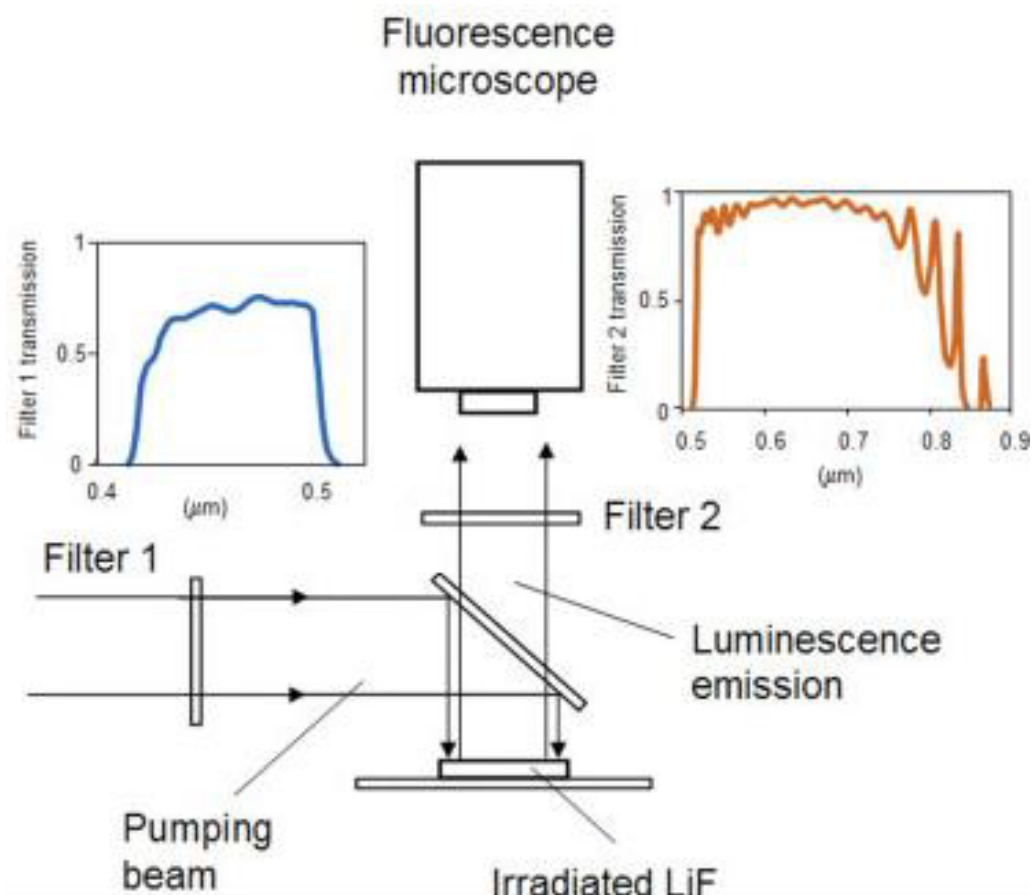 Fluorescence
microscope
Filter 1 transmission
1
0.5
0
0.4
0.5
(μm)
Filter 2 transmission
1
0.5
0
0.5
0.6
0.7
0.8
0.9
(μm)
Filter 2
Filter 1
Luminescence
emission
Pumping
beam
Irradiated LiF